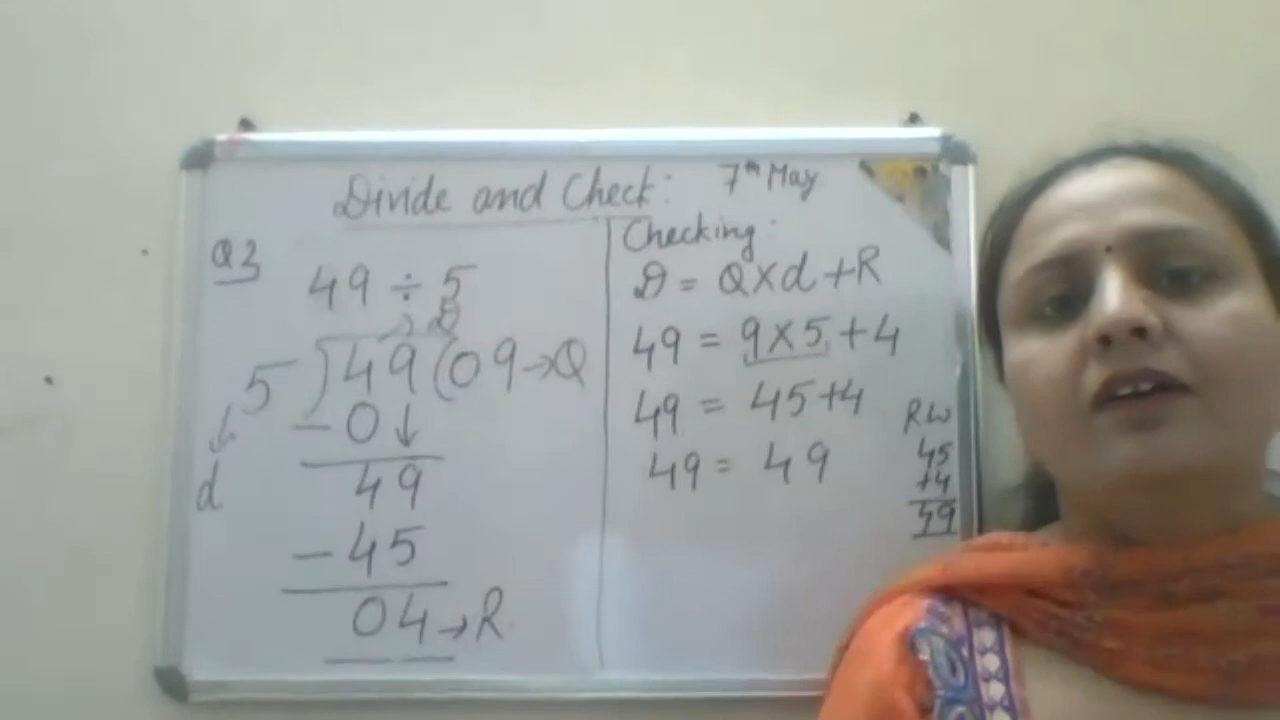 Divide and Check: 7th May
Q2
49 ÷ 5
D
5)49(09→Q
-0↓
d
49
-45
04→R
Checking:
D = Q×d+R
49 = 9×5+4
49 = 45+4
49 = 49
RW
45
+4
49